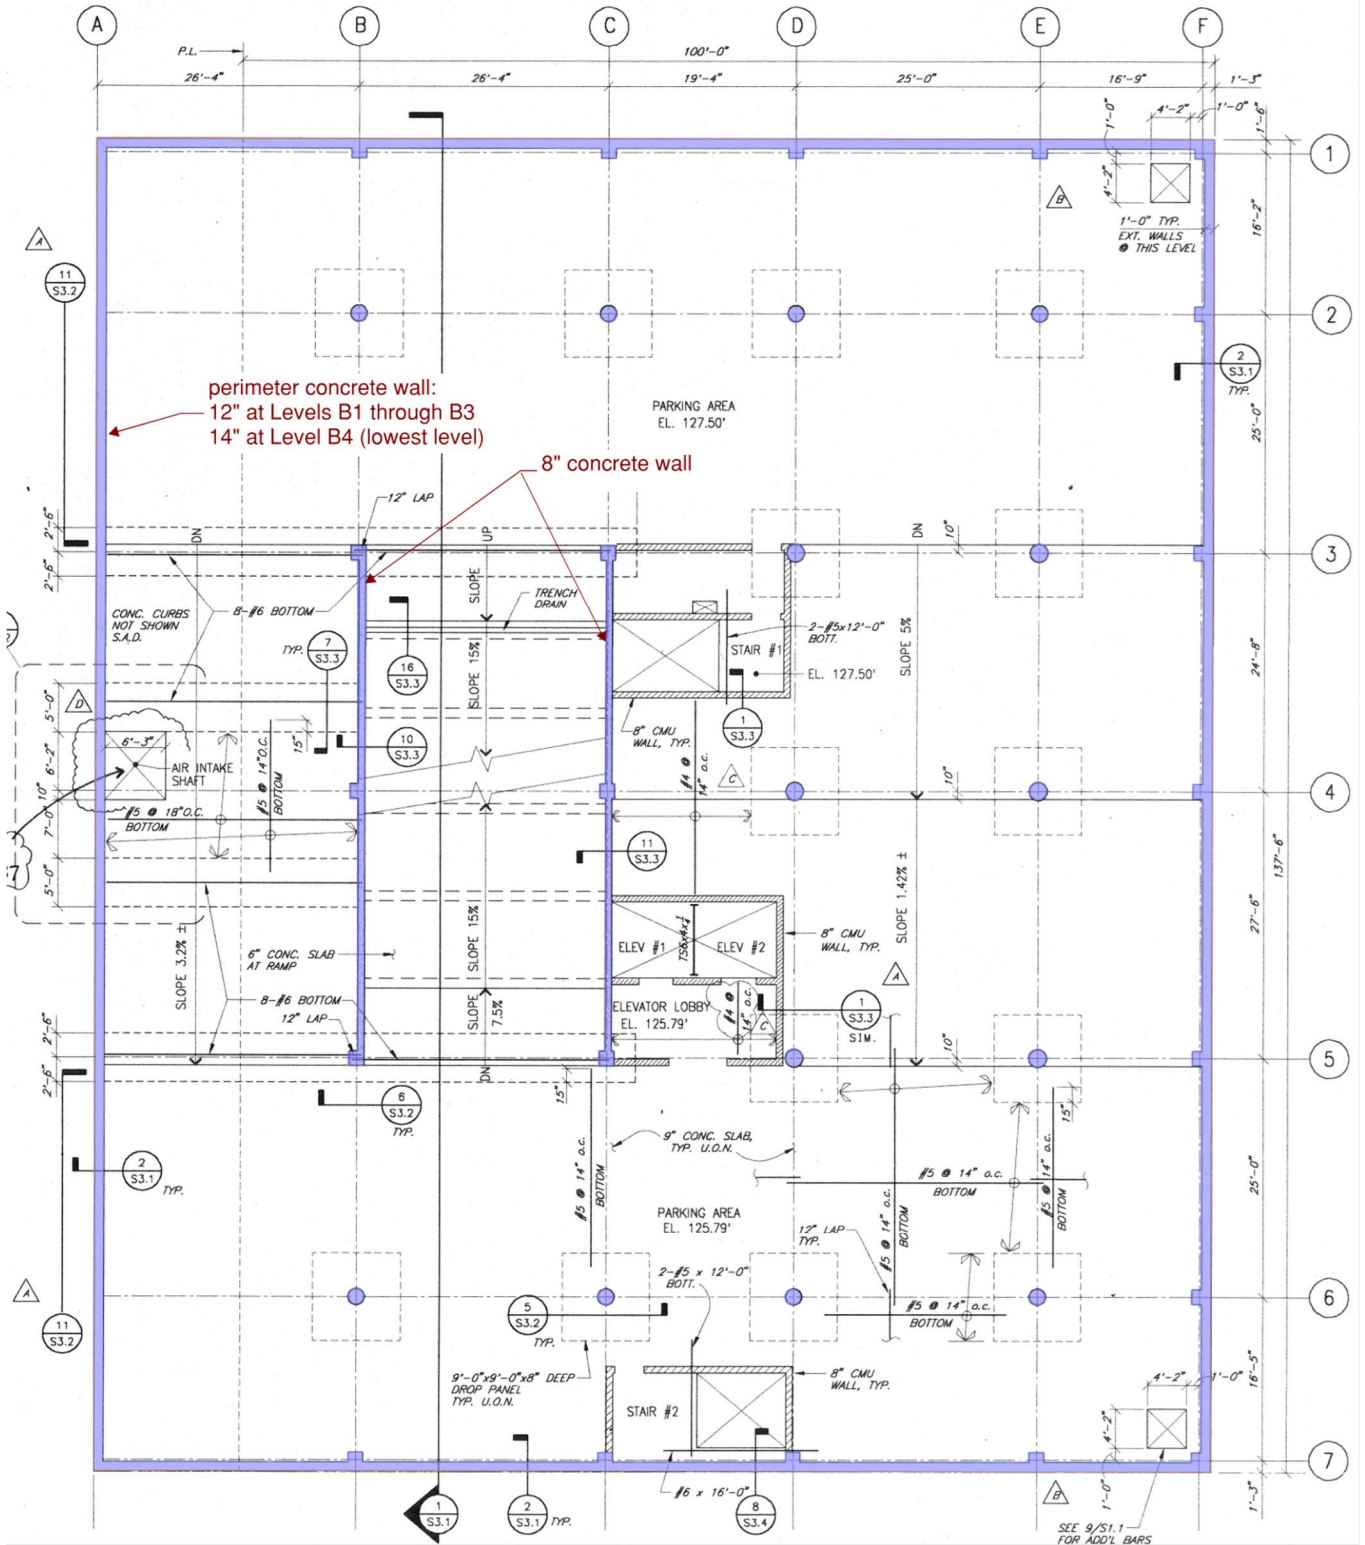 A
B
C
D
E
F
P.L.
100'-0"
26'-4"
26'-4"
19'-4"
25'-0"
16'-9"
1'-3"
1'-0"
4'-2"
1'-0"
1'-6"
1
4'-2"
B
16'-2"
1'-0" TYP.
EXT. WALLS
@ THIS LEVEL
A
11
S3.2
2
2
S3.1
TYP.
perimeter concrete wall:
12" at Levels B1 through B3
14" at Level B4 (lowest level)
PARKING AREA
EL. 127.50'
25'-0"
8" concrete wall
12" LAP
2'-6"
DN
UP
DN
10"
3
2'-6"
SLOPE
TRENCH
DRAIN
CONC. CURBS
NOT SHOWN
S.A.D.
8-#6 BOTTOM
2-#5x12'-0"
BOTT.
TYP.
7
S3.3
16
S3.3
SLOPE 15%
STAIR #1
EL. 127.50'
SLOPE 5%
24'-8"
D
5'-0"
8" CMU
WALL, TYP.
1
S3.3
10
S3.3
6'-3"
6'-2"
AIR INTAKE
SHAFT
15"
#5 @ 14"O.C.
BOTTOM
#4 @
14" o.c.
C
10"
10"
4
#5 @ 18"O.C.
BOTTOM
7'-0"
11
S3.3
137'-6"
7
5'-0"
SLOPE 3.2% ±
SLOPE 15%
SLOPE 1.42% ±
27'-6"
6" CONC. SLAB
AT RAMP
ELEV #1
TS6x4x¼
ELEV #2
8" CMU
WALL, TYP.
A
8-#6 BOTTOM
12" LAP
SLOPE
7.5%
ELEVATOR LOBBY
EL. 125.79'
#4 @
14" o.c.
C
1
S3.3
SIM.
2'-6"
10"
5
2'-6"
DN
15"
6
S3.2
TYP.
15"
9" CONC. SLAB,
TYP. U.O.N.
2
S3.1
TYP.
#5 @ 14" o.c.
BOTTOM
#5 @ 14" o.c.
BOTTOM
#5 @ 14" o.c.
BOTTOM
#5 @ 14" o.c.
BOTTOM
25'-0"
PARKING AREA
EL. 125.79'
12" LAP
TYP.
2-#5 x 12'-0"
BOTT.
A
11
S3.2
5
S3.2
TYP.
#5 @ 14" o.c.
BOTTOM
6
9'-0"x9'-0"x8" DEEP
DROP PANEL
TYP. U.O.N.
8" CMU
WALL, TYP.
4'-2"
1'-0"
16'-5"
STAIR #2
4'-2"
7
#6 x 16'-0"
1'-0"
B
1'-3"
1
S3.1
2
S3.1
TYP.
8
S3.4
SEE 9/S1.1
FOR ADD'L BARS